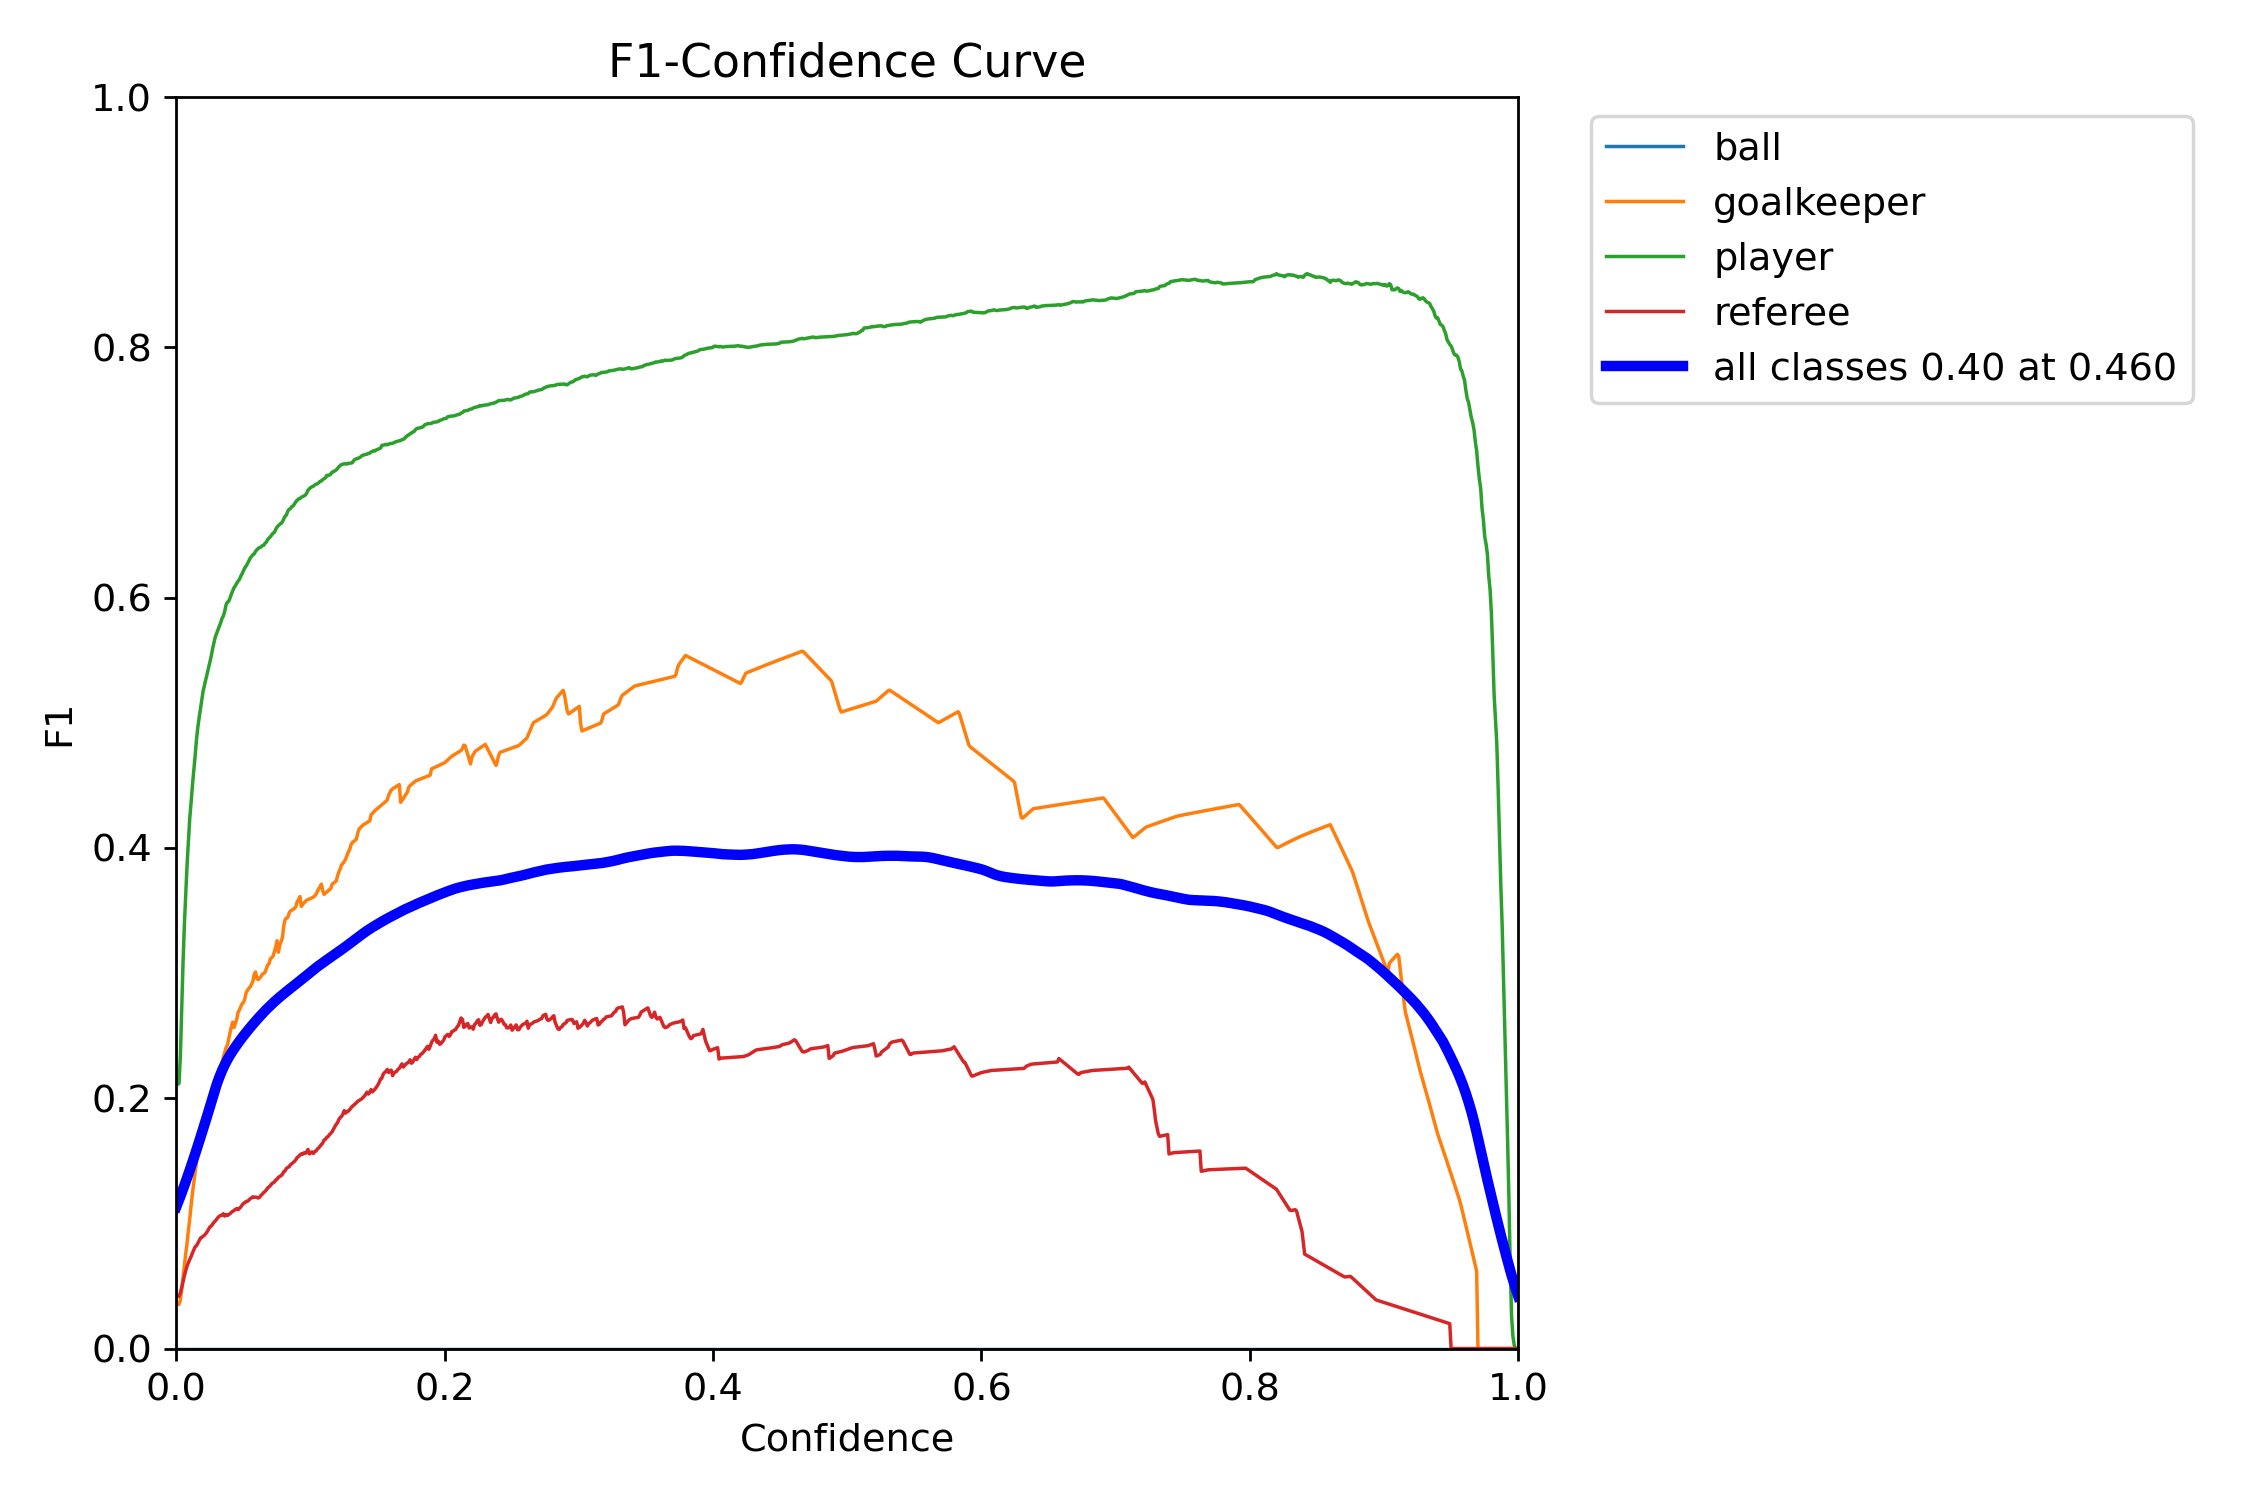 F1-Confidence Curve
1.0
0.8
0.6
0.4
0.2
0.0
F1
0.0 0.2 0.4 0.6 0.8 1.0
Confidence
ball
goalkeeper
player
referee
all classes 0.40 at 0.460